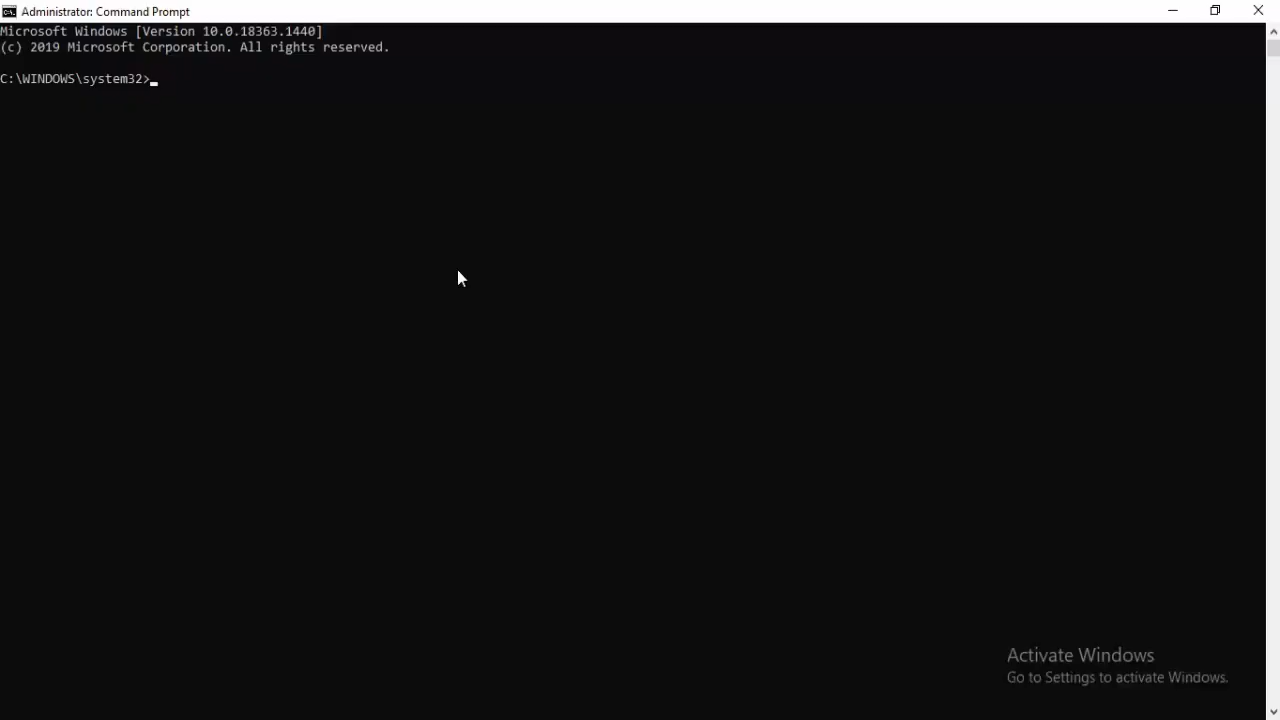 Administrator: Command Prompt
Microsoft Windows [Version 10.0.18363.1440]
(c) 2019 Microsoft Corporation. All rights reserved.
C:\WINDOWS\system32>
Activate Windows
Go to Settings to activate Windows.